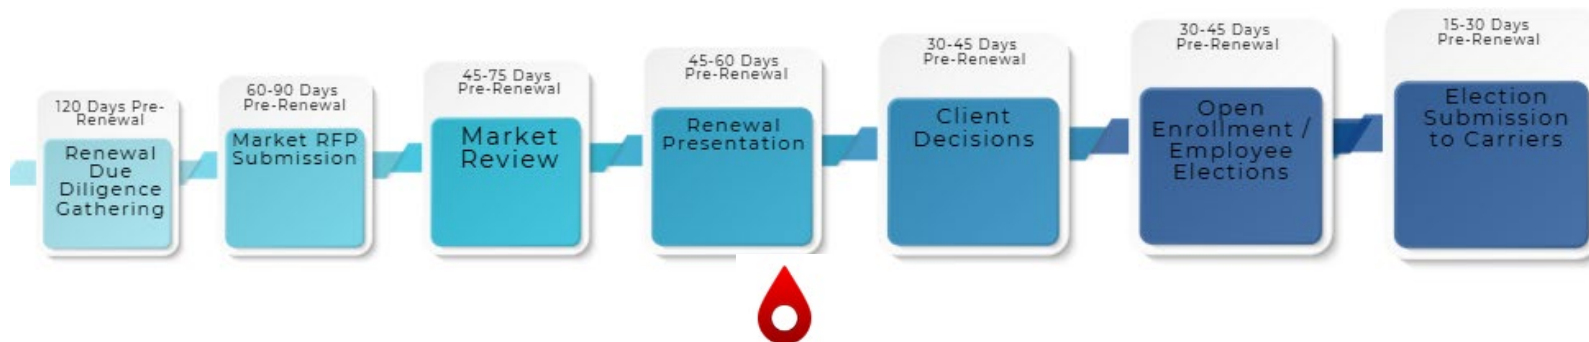 120 Days Pre-
Renewal
Renewal
Due
Diligence
Gathering
60-90 Days
Pre-Renewal
Market RFP
Submission
45-75 Days
Pre-Renewal
Market
Review
45-60 Days
Pre-Renewal
Renewal
Presentation
30-45 Days
Pre-Renewal
Client
Decisions
30-45 Days
Pre-Renewal
Open
Enrollment /
Employee
Elections
15-30 Days
Pre-Renewal
Election
Submission
to Carriers